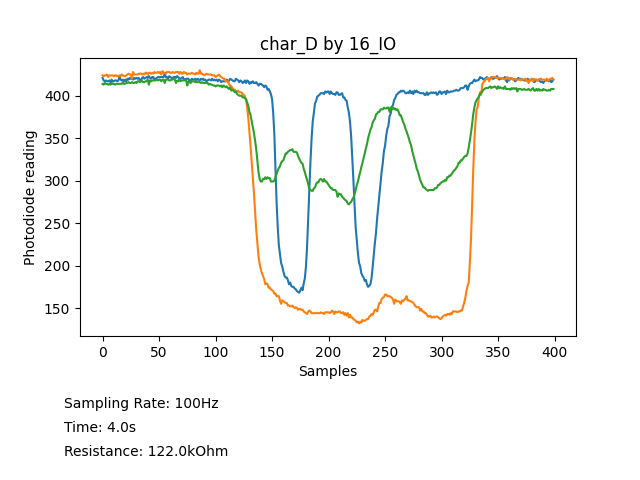 char_D by 16_IO
400
350
300
250
200
150
Photodiode reading
0 50 100 150 200 250 300 350 400
Samples
Sampling Rate: 100Hz
Time: 4.0s
Resistance: 122.0kOhm